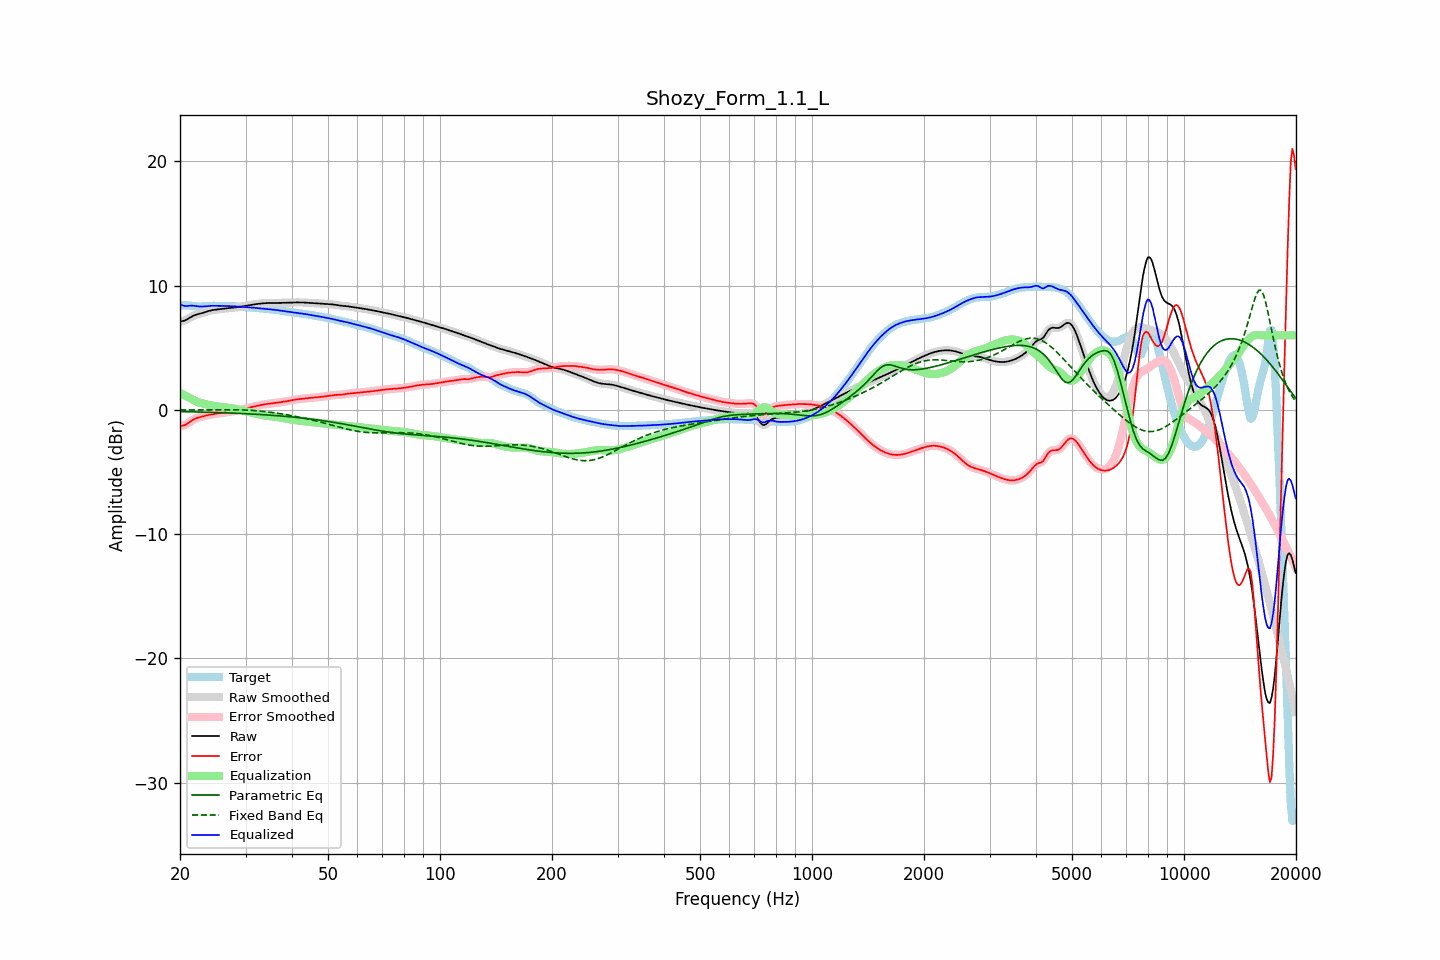 Shozy_Form_1.1_L
Amplitude (dBr)
20
10
0
−10
−20
−30
Target
Raw Smoothed
Error Smoothed
Raw
Error
Equalization
Parametric Eq
Fixed Band Eq
Equalized
20 50 100 200 500 1000 2000 5000 10000 20000
Frequency (Hz)